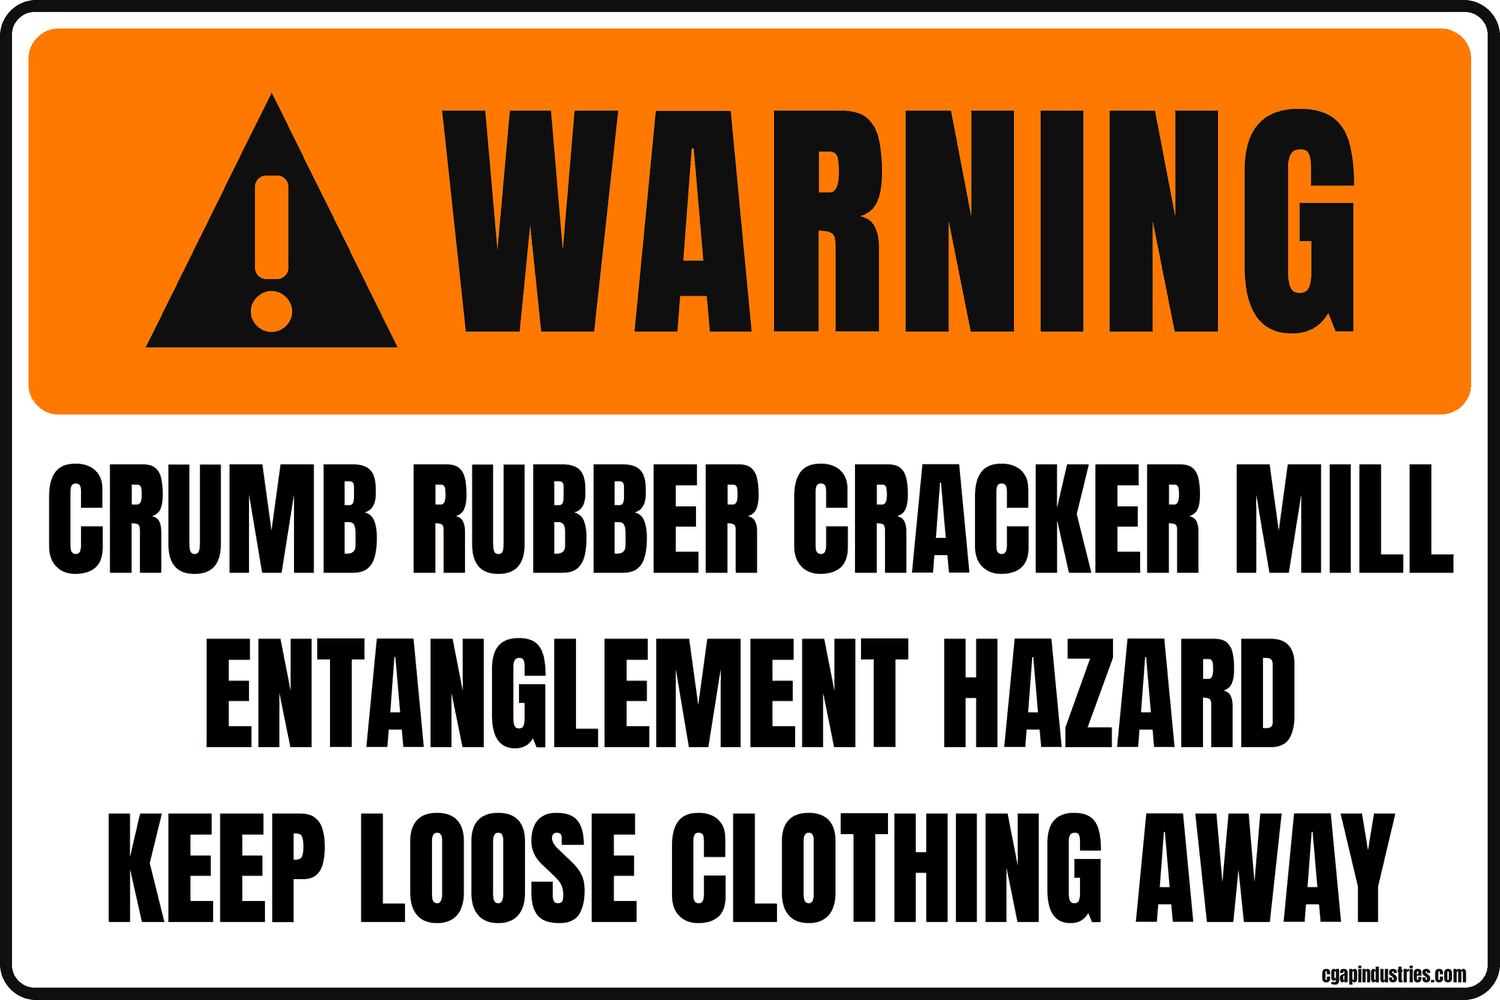 WARNING
CRUMB RUBBER CRACKER MILL
ENTANGLEMENT HAZARD
KEEP LOOSE CLOTHING AWAY
cgapindustries.com